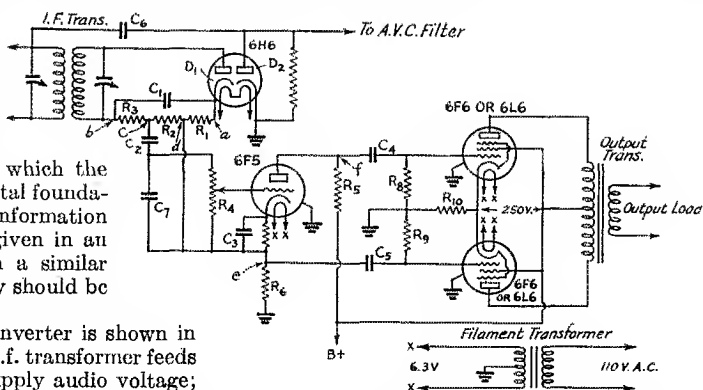 I.F. Trans.
C6
To A.V.C. Filter
6H6
D1
D2
C1
R3
R2
R1
a
b
c
d
C2
6F5
C7
R4
C3
R5
R6
e
f
C4
C5
R8
R9
R10
6F6 OR 6L6
250V.
X X
X X
X X
6F6
OR 6L6
Output
Trans.
Output Load
B+
Filament Transformer
X
6.3V
X
110 V. A.C.
which the
tal founda-
nformation
given in an
a similar
y should be
nverter is shown in
.f. transformer feeds
pply audio voltage;